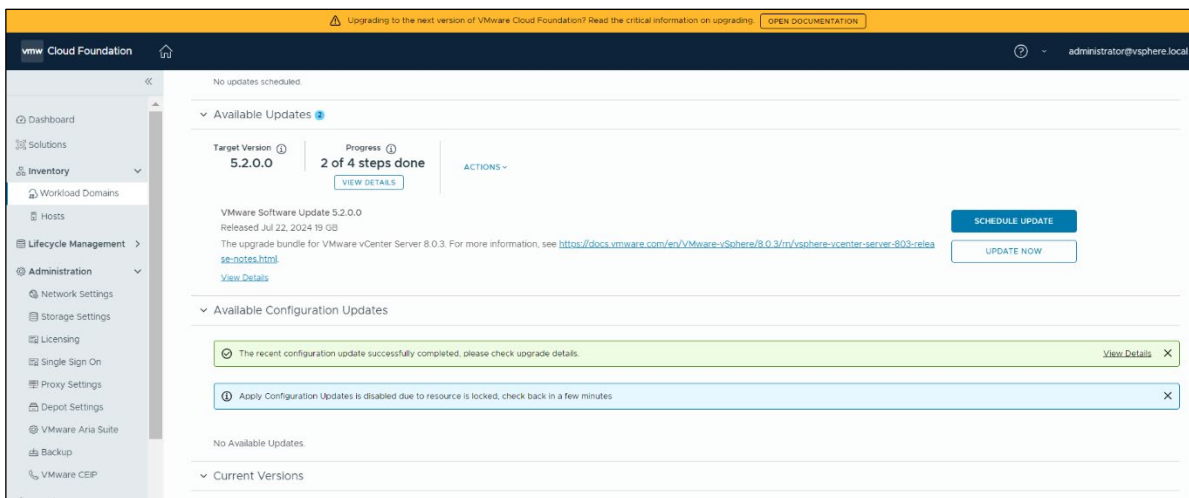 Upgrading to the next version of VMware Cloud Foundation? Read the critical information on upgrading. OPEN DOCUMENTATION
vmw Cloud Foundation
administrator@vsphere.local
No updates scheduled.
Dashboard
Solutions
Inventory
Workload Domains
Hosts
Lifecycle Management
Administration
Network Settings
Storage Settings
Licensing
Single Sign On
Proxy Settings
Depot Settings
VMware Aria Suite
Backup
VMware CEIP
Available Updates 2
Target Version
5.2.0.0
Progress
2 of 4 steps done
VIEW DETAILS
ACTIONS
VMware Software Update 5.2.0.0
Released Jul 22, 2024 19 GB
The upgrade bundle for VMware vCenter Server 8.0.3. For more information, see https://docs.vmware.com/en/VMware-vSphere/8.0.3/rn/vsphere-vcenter-server-803-relea
se-notes.html.
View Details
SCHEDULE UPDATE
UPDATE NOW
Available Configuration Updates
The recent configuration update successfully completed, please check upgrade details. View Details
Apply Configuration Updates is disabled due to resource is locked, check back in a few minutes
No Available Updates.
Current Versions